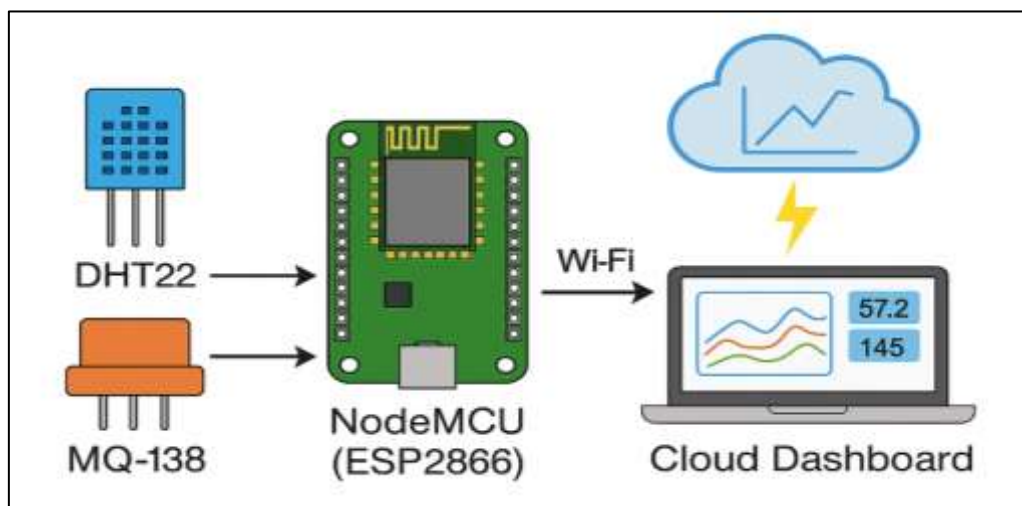 DHT22
MQ-138
NodeMCU
(ESP2866)
Wi-Fi
57.2
145
Cloud Dashboard